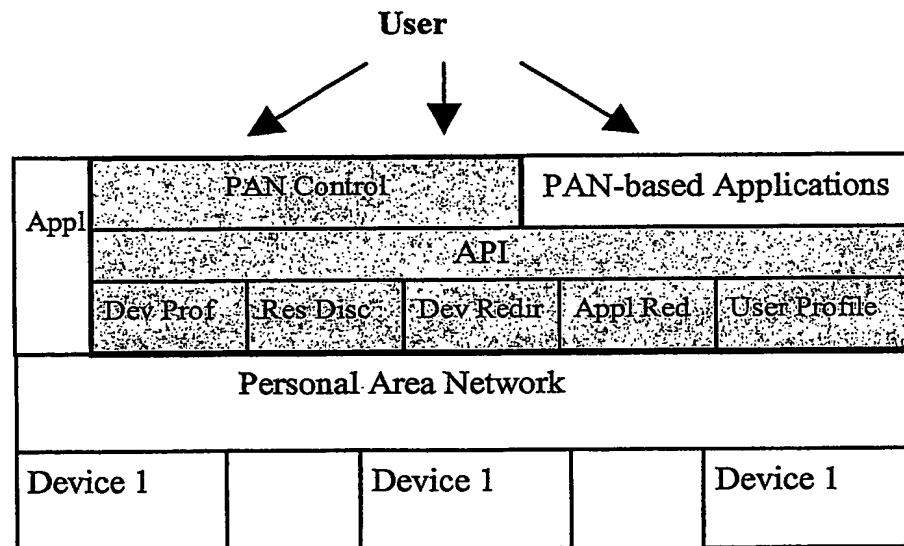 User
PAN Control
PAN-based Applications
Appl
API
Dev Prof
Res Disc
Dev Redir
Appl Red
User Profile
Personal Area Network
Device 1
Device 1
Device 1